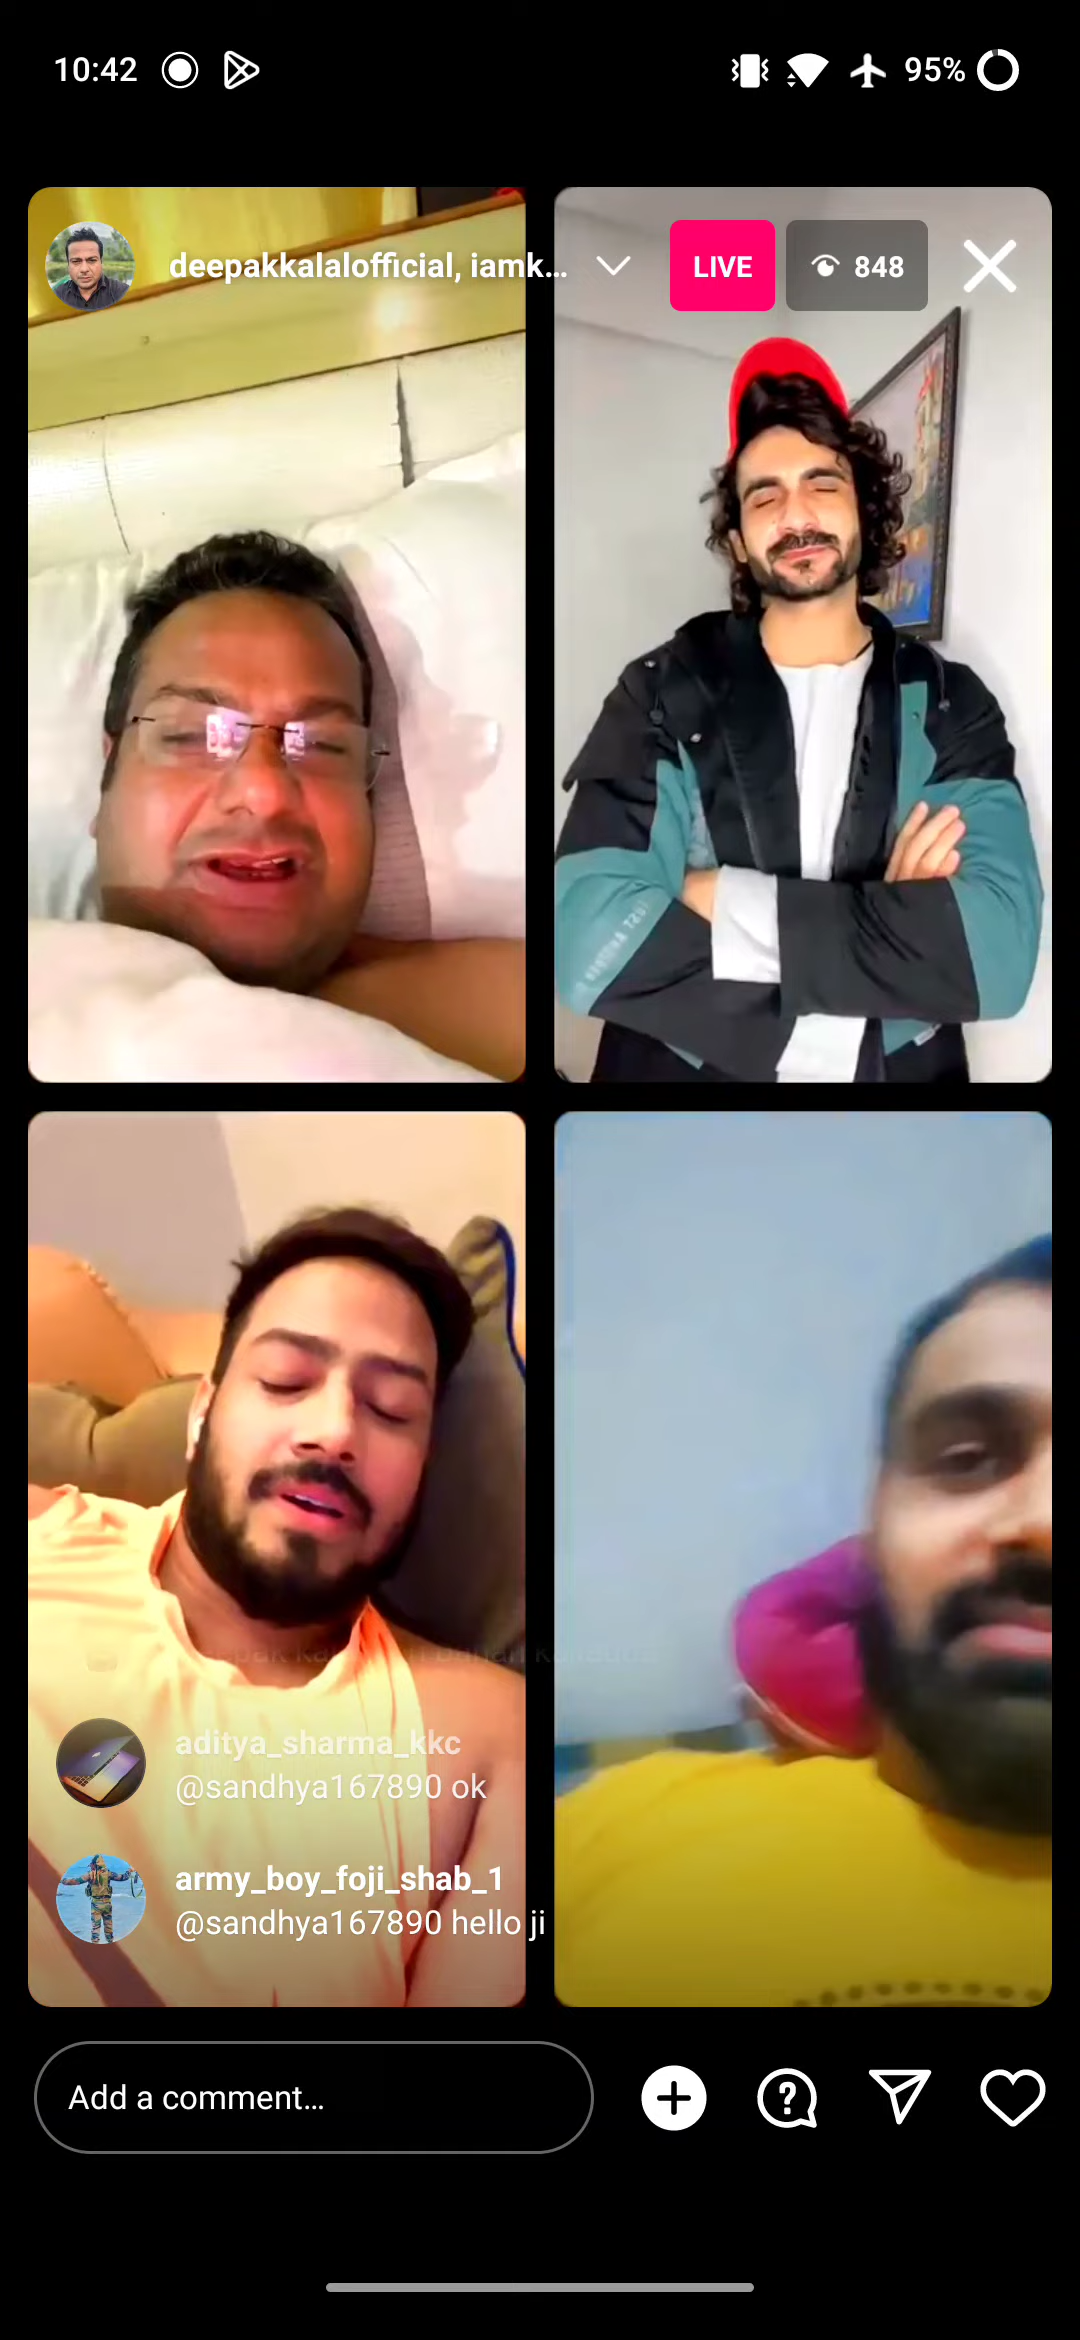 10:42
95%
deepakkalalofficial, iamk...
LIVE
848
aditya_sharma_kkc
@sandhya167890 ok
army_boy_foji_shab_1
@sandhya167890 hello ji
Add a comment...